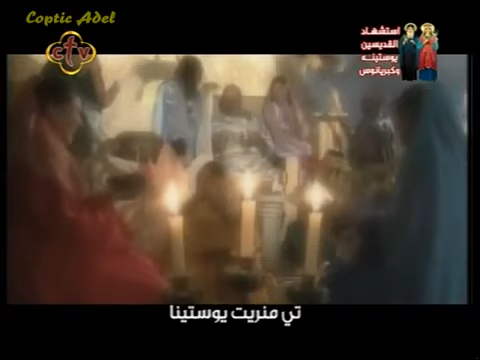 Coptic Adel
CTV
استشهاد
القديسين
يوستينه
وكبريانوس
تي منريت يوستينا